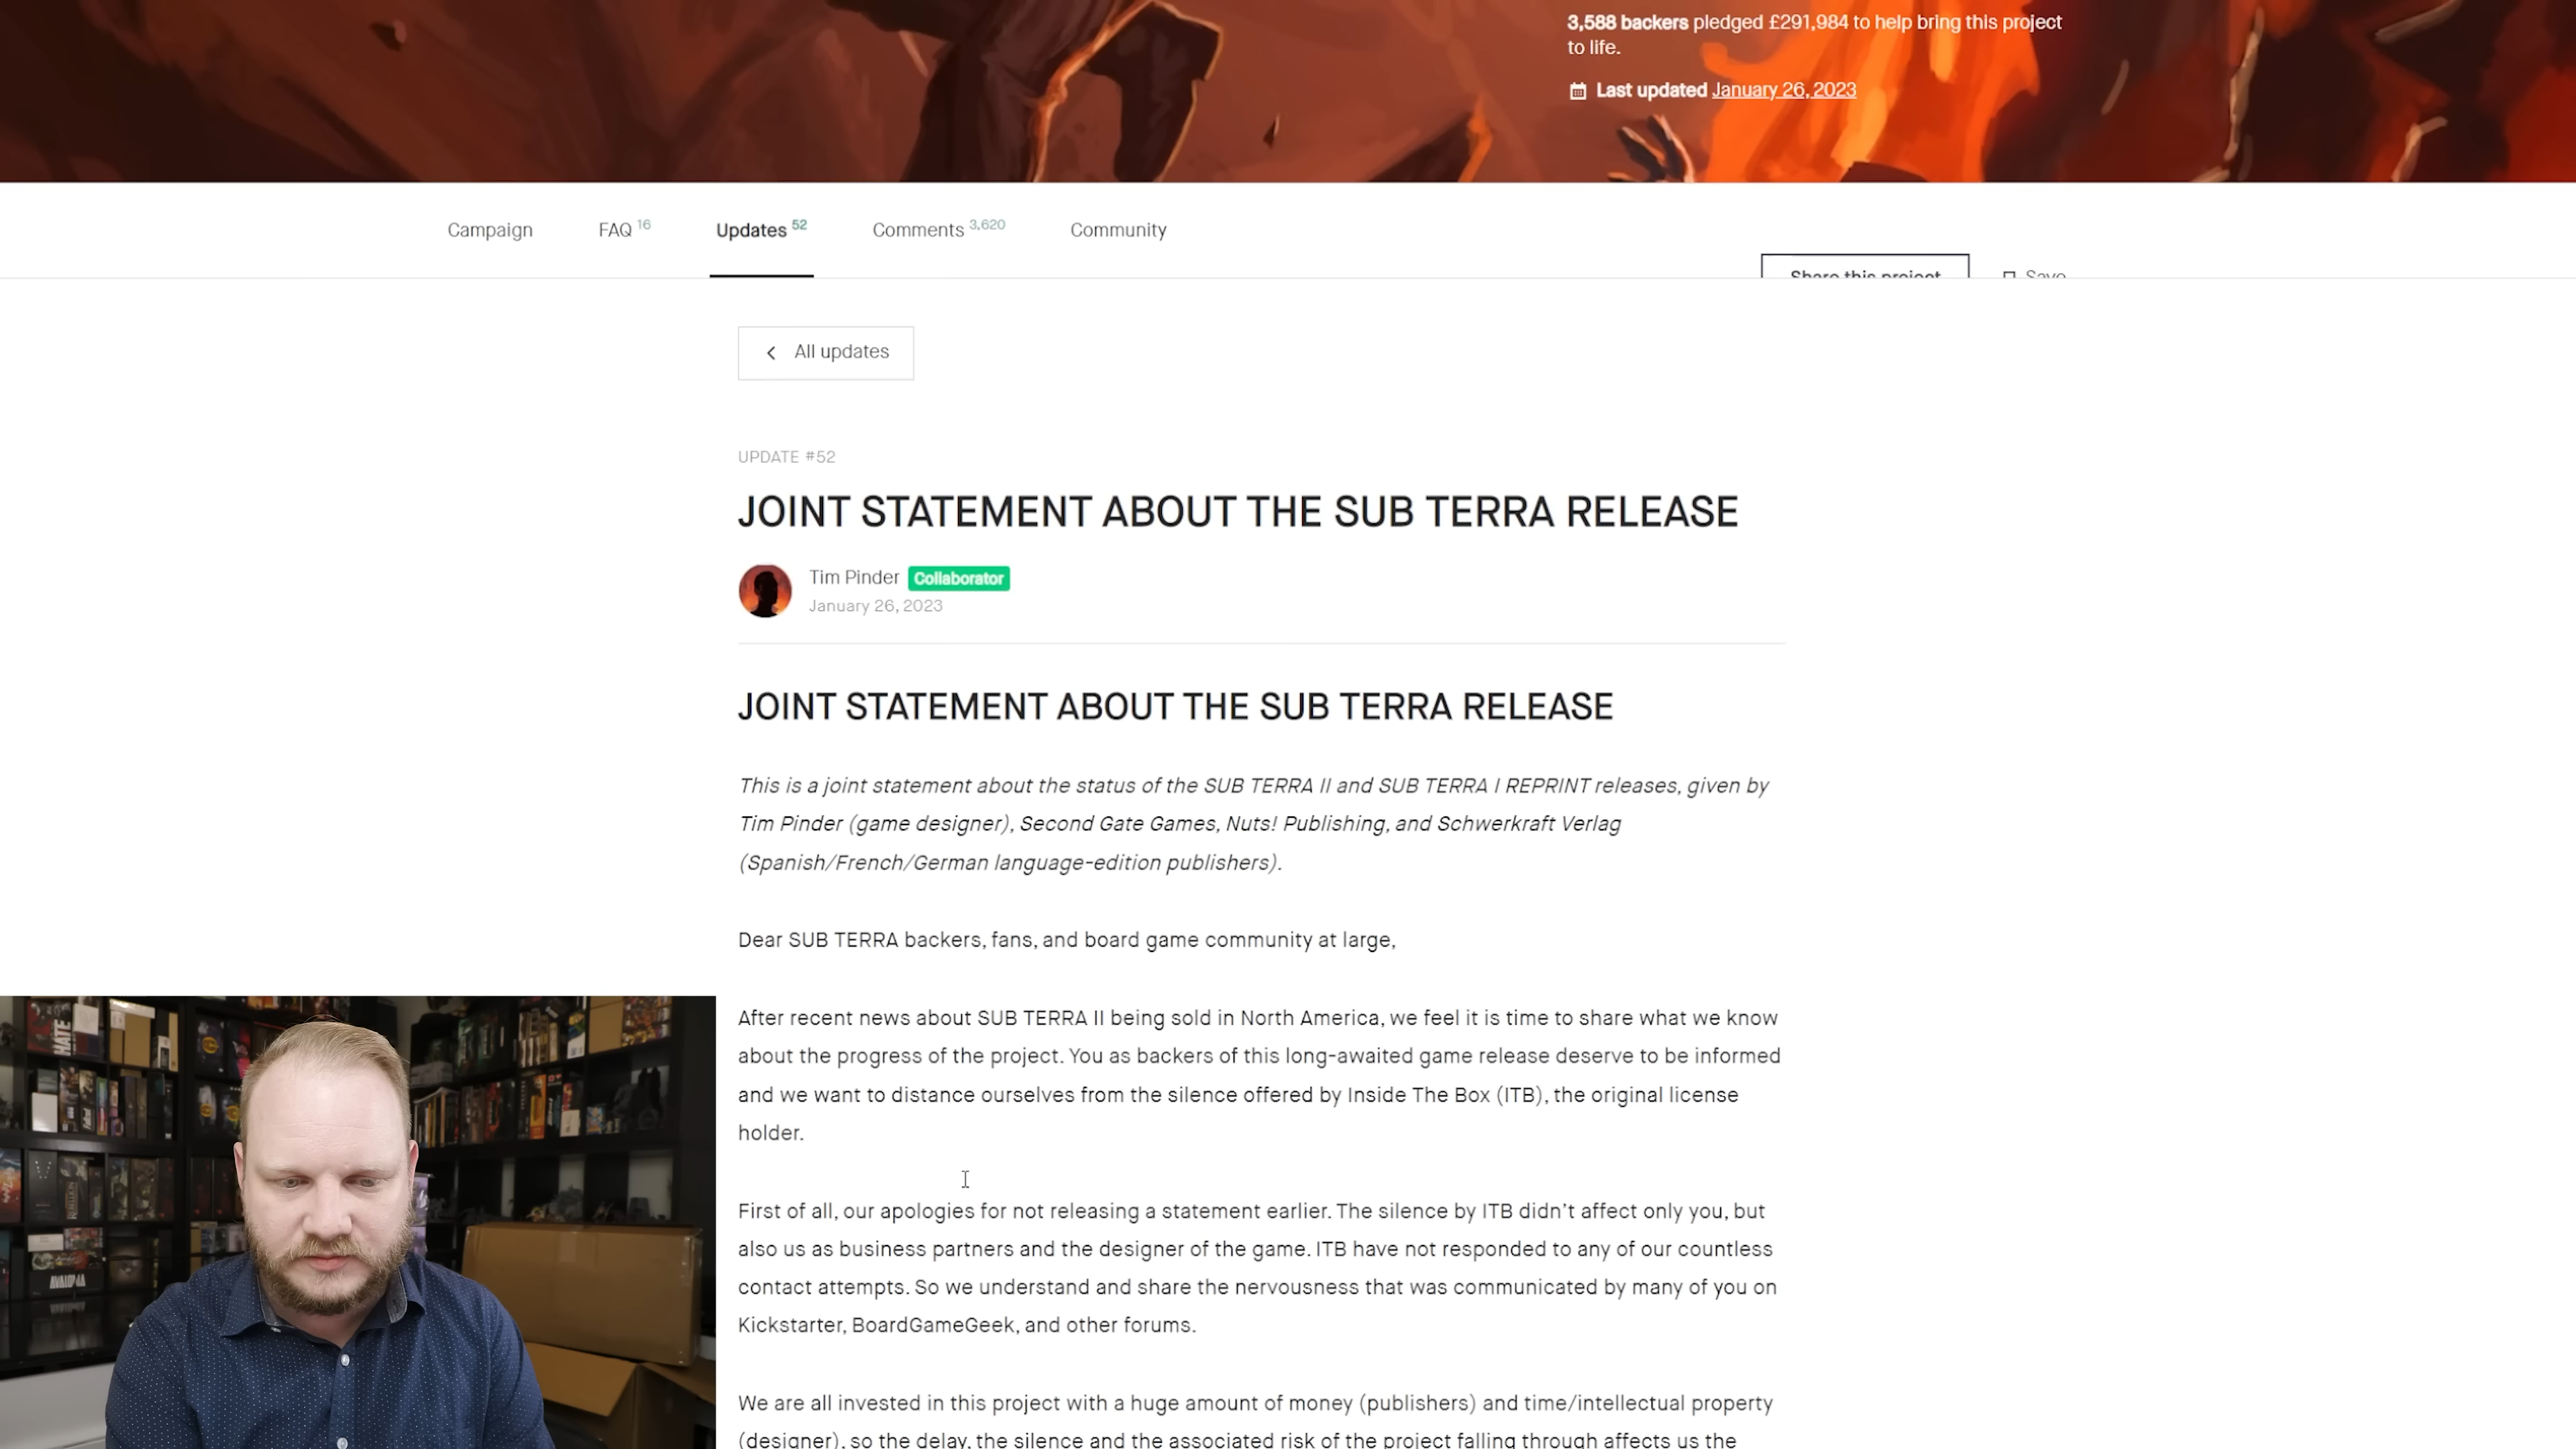 3,588 backers pledged £291,984 to help bring this project
to life.
Last updated January 26, 2023
Campaign
FAQ 16
Updates 52
Comments 3,620
Community
Share this project
Save
All updates
UPDATE #52
JOINT STATEMENT ABOUT THE SUB TERRA RELEASE
Tim Pinder Collaborator
January 26, 2023
JOINT STATEMENT ABOUT THE SUB TERRA RELEASE
This is a joint statement about the status of the SUB TERRA II and SUB TERRA I REPRINT releases, given by
Tim Pinder (game designer), Second Gate Games, Nuts! Publishing, and Schwerkraft Verlag
(Spanish/French/German language-edition publishers).
Dear SUB TERRA backers, fans, and board game community at large,
After recent news about SUB TERRA II being sold in North America, we feel it is time to share what we know
about the progress of the project. You as backers of this long-awaited game release deserve to be informed
and we want to distance ourselves from the silence offered by Inside The Box (ITB), the original license
holder.
First of all, our apologies for not releasing a statement earlier. The silence by ITB didn't affect only you, but
also us as business partners and the designer of the game. ITB have not responded to any of our countless
contact attempts. So we understand and share the nervousness that was communicated by many of you on
Kickstarter, BoardGameGeek, and other forums.
We are all invested in this project with a huge amount of money (publishers) and time/intellectual property
(designer), so the delay, the silence and the associated risk of the project falling through affects us the
HATE